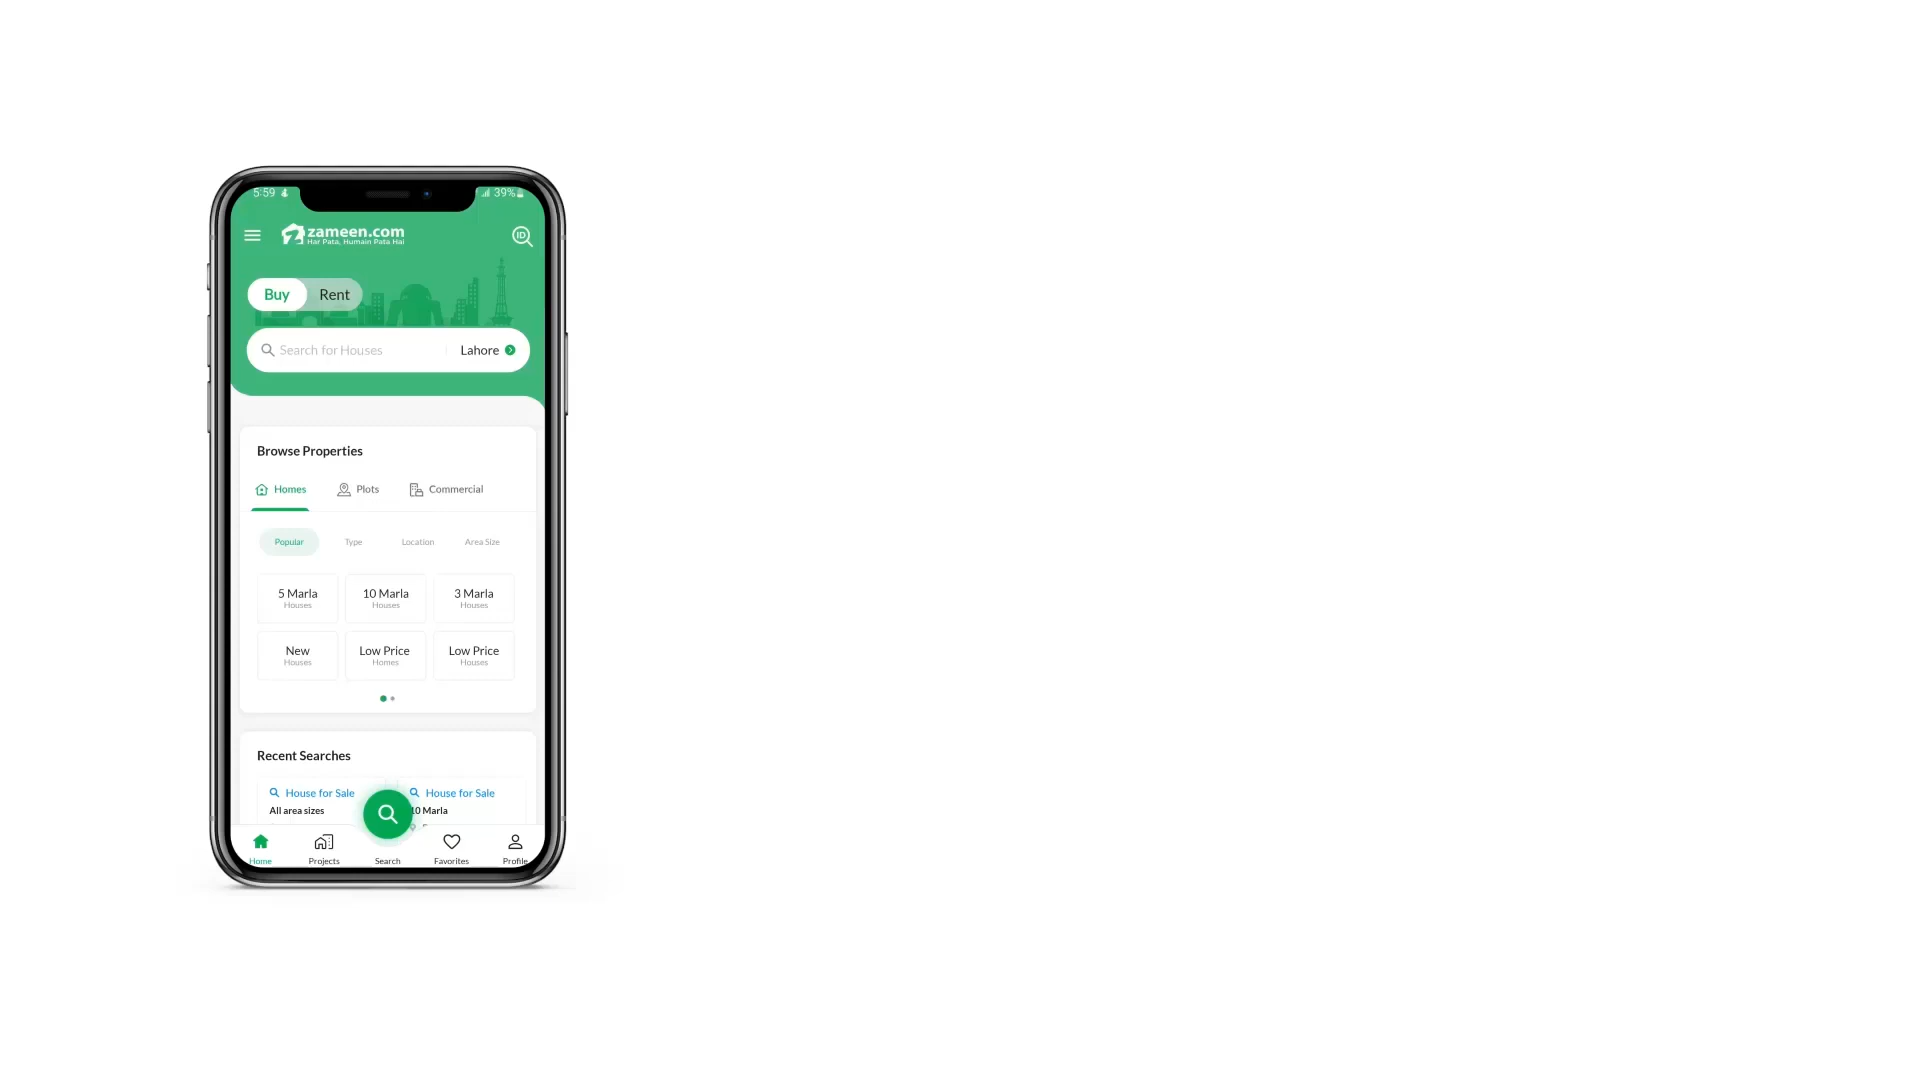 5:59
39%
zameen.com
Har Pata, Humain Pata Hai
ID
Buy Rent
Search for Houses Lahore
Browse Properties
Homes Plots Commercial
Popular Type Location Area Size
5 Marla 10 Marla 3 Marla
Houses Houses Houses
New Low Price Low Price
Houses Homes Houses
Recent Searches
House for Sale House for Sale
All area sizes 10 Marla
Home Projects Search Favorites Profile